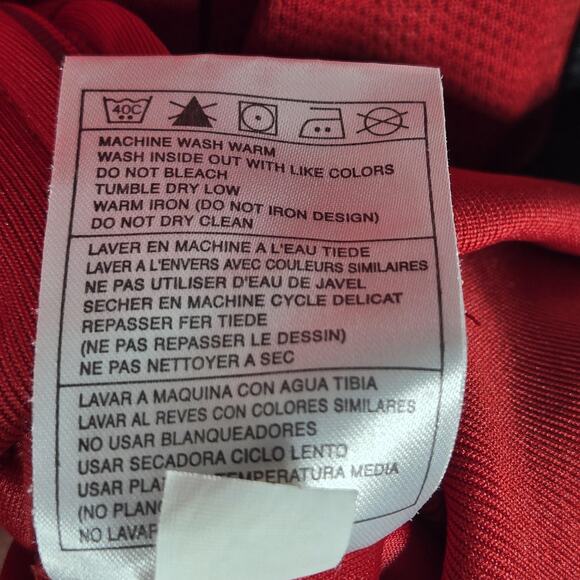 40C
MACHINE WASH WARM
WASH INSIDE OUT WITH LIKE COLORS
DO NOT BLEACH
TUMBLE DRY LOW
WARM IRON (DO NOT IRON DESIGN)
DO NOT DRY CLEAN
LAVER EN MACHINE A L'EAU TIEDE
LAVER A L'ENVERS AVEC COULEURS SIMILAIRES
NE PAS UTILISER D'EAU DE JAVEL
SECHER EN MACHINE CYCLE DELICAT
REPASSER FER TIEDE
(NE PAS REPASSER LE DESSIN)
NE PAS NETTOYER A SEC
LAVAR A MAQUINA CON AGUA TIBIA
LAVAR AL REVES CON COLORES SIMILARES
NO USAR BLANQUEADORES
USAR SECADORA CICLO LENTO
USAR TEMPERATURA MEDIA
(NO
NO